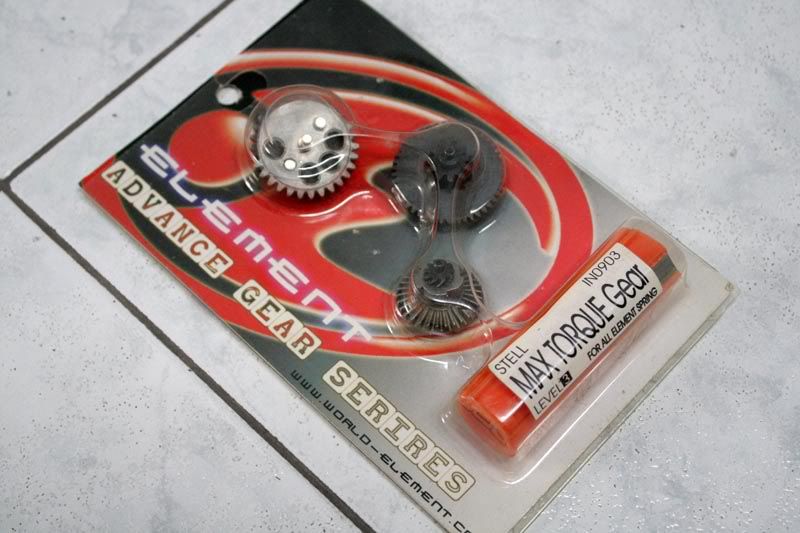 ELEMENT
ADVANCE GEAR SERIRES
WWW.WORLD-ELEMENT.CO
STELL
IN0903
MAX TORQUE Gear
LEVEL 3
FOR ALL ELEMENT SPRING